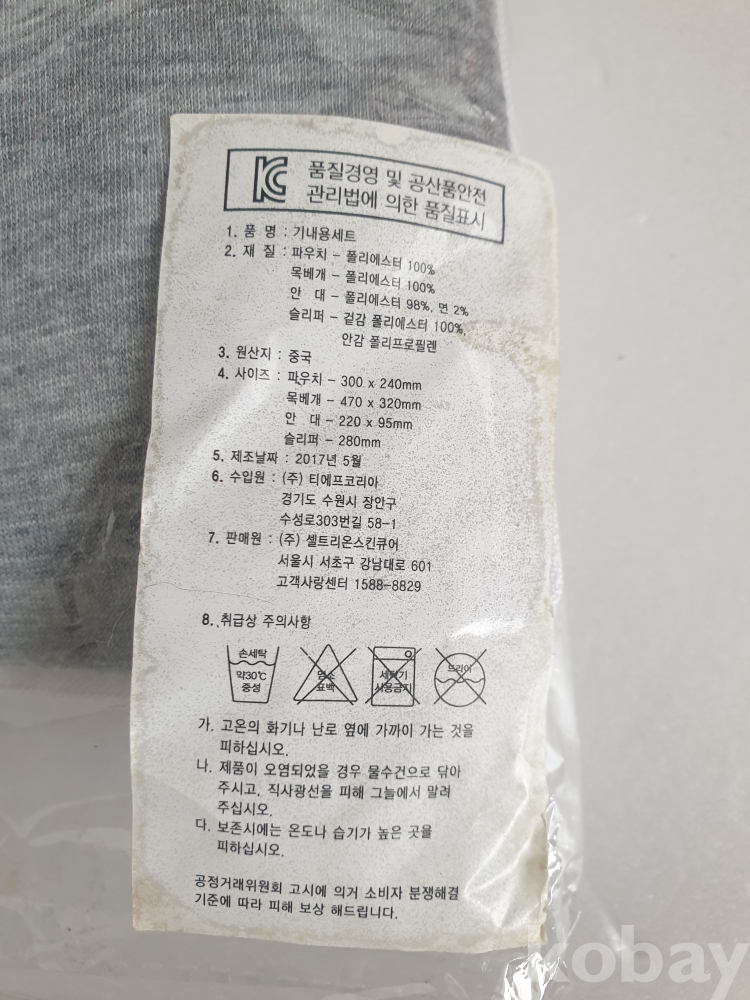 KC 품질경영 및 공산품안전
관리법에 의한 품질표시
1. 품 명 : 기내용세트
2. 재 질 : 파우치 - 폴리에스터 100%
목베개 - 폴리에스터 100%
안 대 - 폴리에스터 98%, 면 2%
슬리퍼 - 겉감 폴리에스터 100%,
안감 폴리프로필렌
3. 원산지 : 중국
4. 사이즈 : 파우치 - 300 x 240mm
목베개 - 470 x 320mm
안 대 - 220 x 95mm
슬리퍼 - 280mm
5. 제조날짜 : 2017년 5월
6. 수입원 : (주) 티에프코리아
경기도 수원시 장안구
수성로303번길 58-1
7. 판매원 : (주) 셀트리온스킨큐어
서울시 서초구 강남대로 601
고객사랑센터 1588-8829
8. 취급상 주의사항
손세탁 약30℃ 중성
염소 표백
세탁기 사용금지
드라이
가. 고온의 화기나 난로 옆에 가까이 가는 것을
피하십시오.
나. 제품이 오염되었을 경우 물수건으로 닦아
주시고, 직사광선을 피해 그늘에서 말려
주십시오.
다. 보존시에는 온도나 습기가 높은 곳을
피하십시오.
공정거래위원회 고시에 의거 소비자 분쟁해결
기준에 따라 피해 보상 해드립니다.
kobay